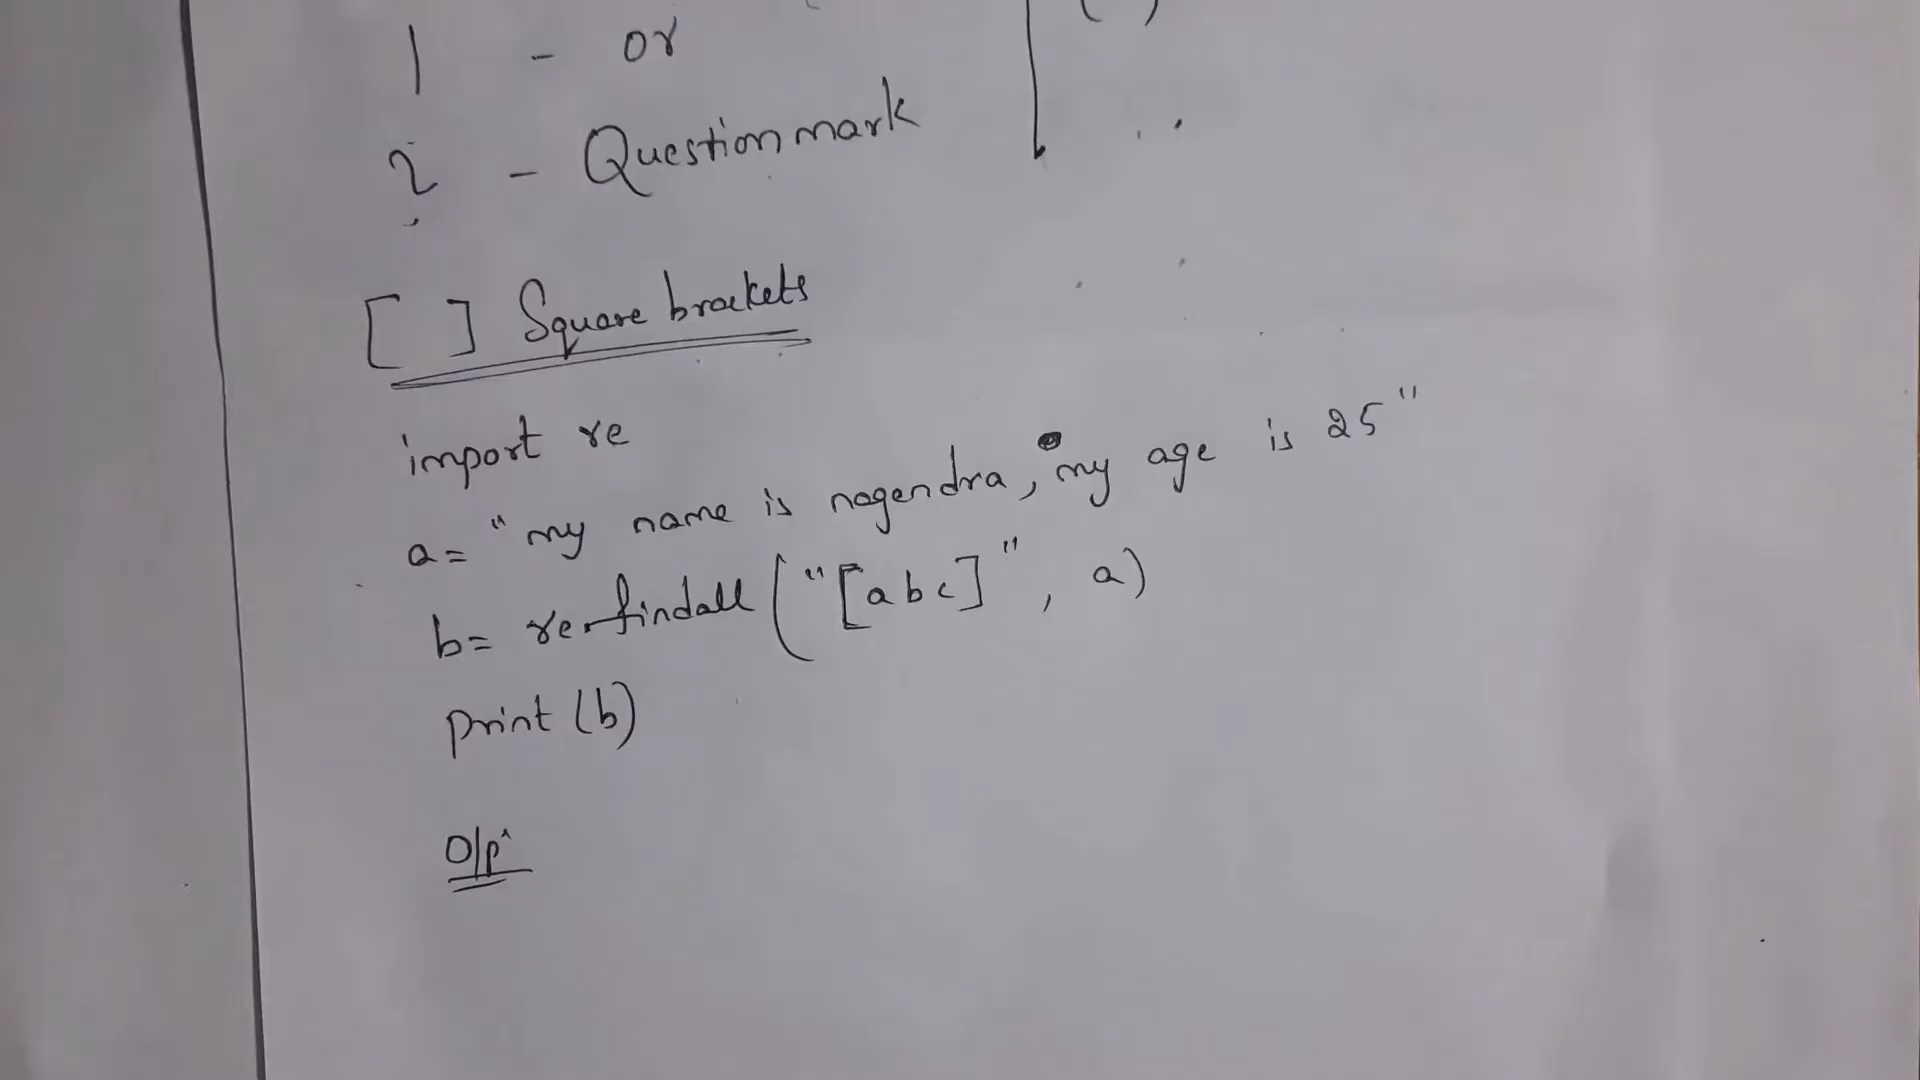 | - or
? - Question mark
[ ] Square brackets
import re
a= "my name is nagendra, my age is 25"
b= re.findall("[abc]", a)
print(b)
O/p